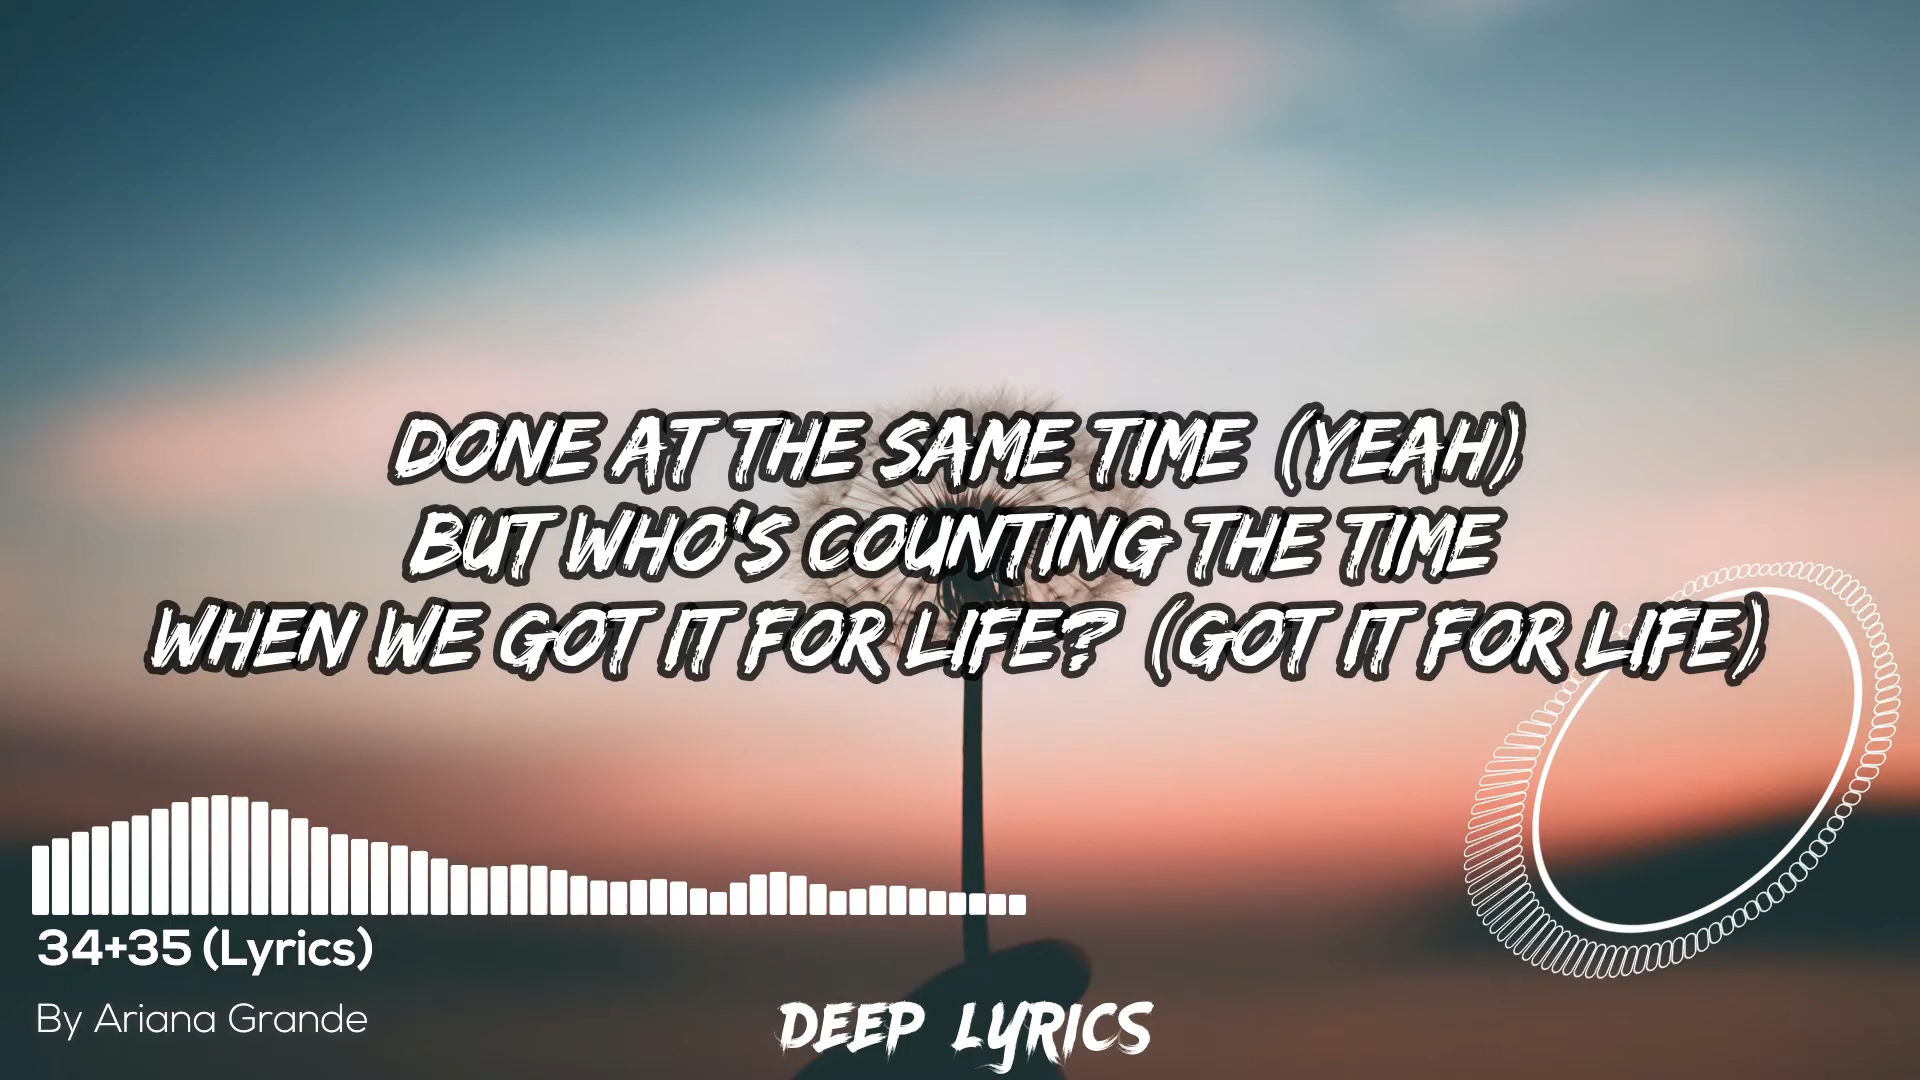 DONE AT THE SAME TIME (YEAH)
BUT WHO'S COUNTING THE TIME
WHEN WE GOT IT FOR LIFE? (GOT IT FOR LIFE)
34+35 (Lyrics)
By Ariana Grande
DEEP LYRICS